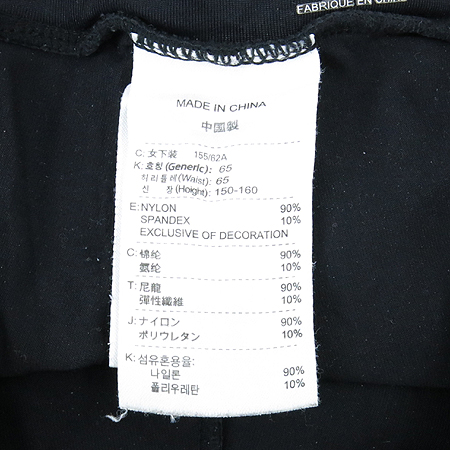 FABRIQUE EN CHINE
MADE IN CHINA
中國製
C: 女下装 155/62A
K: 호칭 (Generic): 65
허리둘레(Waist): 65
신 장 (Height): 150-160
E: NYLON 90%
SPANDEX 10%
EXCLUSIVE OF DECORATION
C: 锦纶 90%
氨纶 10%
T: 尼龍 90%
彈性纖維 10%
J: ナイロン 90%
ポリウレタン 10%
K: 섬유혼용율:
나일론 90%
폴리우레탄 10%